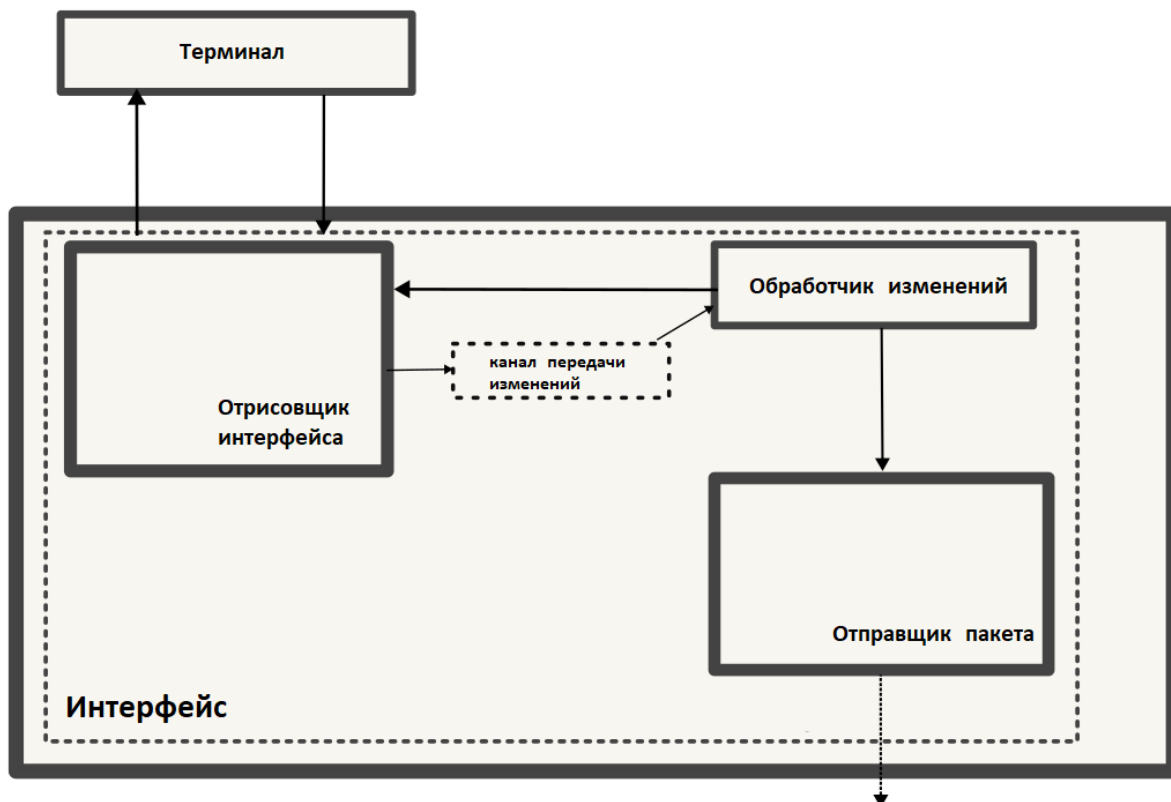 Терминал
Обработчик изменений
канал передачи
изменений
Отрисовщик
интерфейса
Отправщик пакета
Интерфейс